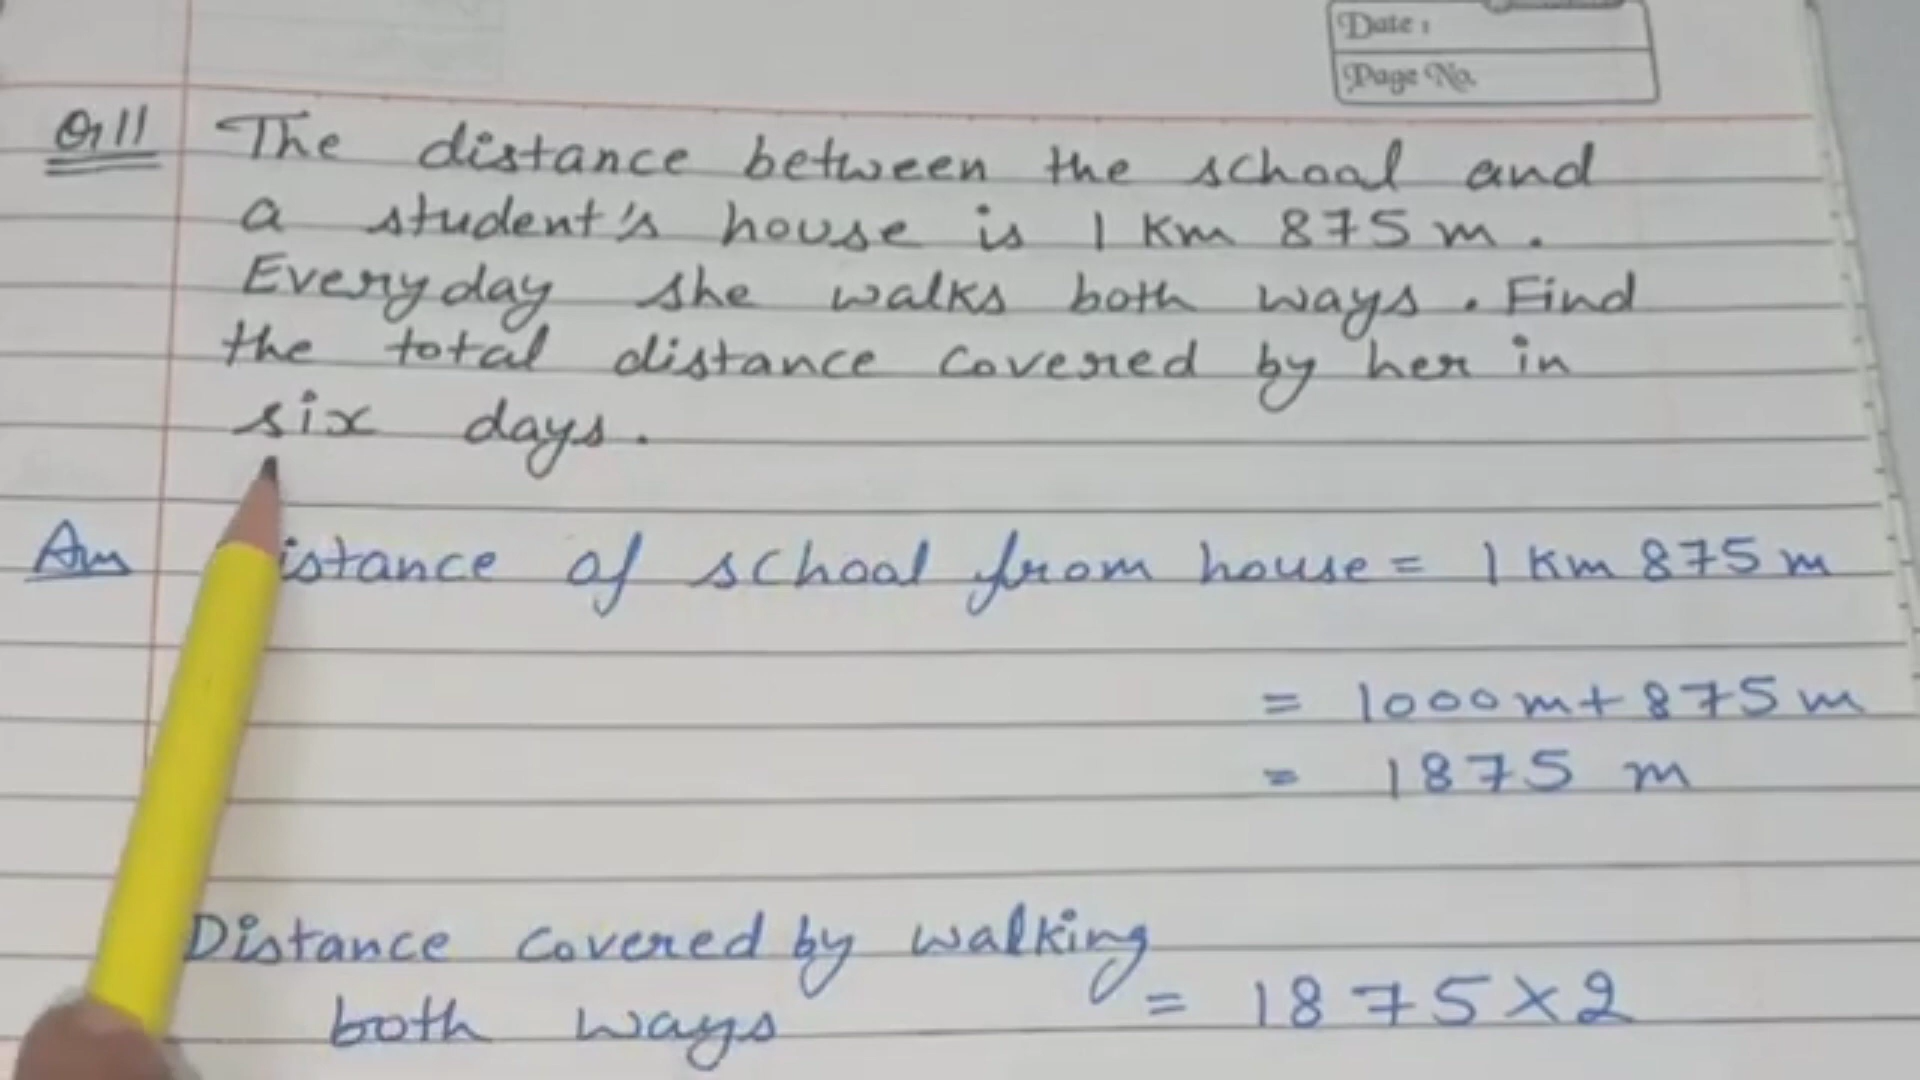 Date :
Page No.
Q.11 The distance between the school and
a student's house is 1 Km 875 m.
Everyday she walks both ways. Find
the total distance covered by her in
six days.
Ans istance of school from house = 1 Km 875 m
= 1000 m + 875 m
= 1875 m
Distance covered by walking
both ways = 1875 × 2